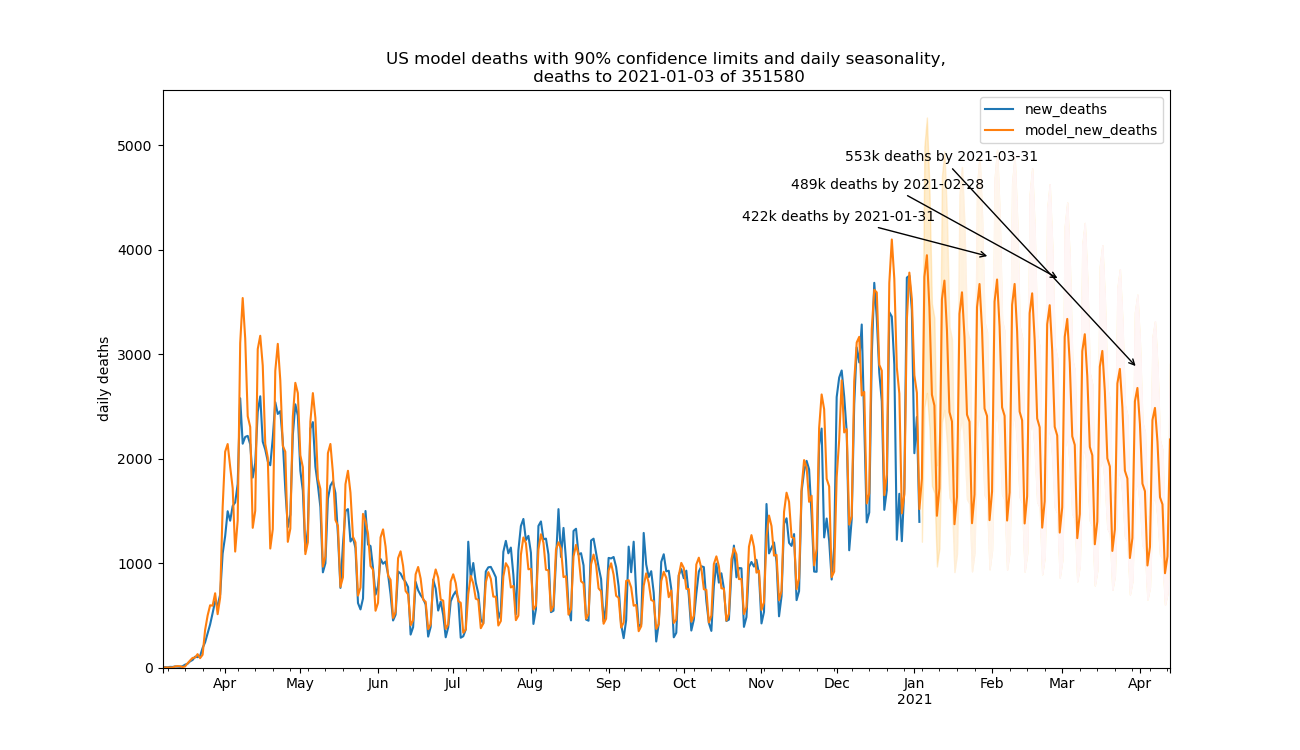 US model deaths with 90% confidence limits and daily seasonality,
deaths to 2021-01-03 of 351580
new_deaths
model_new_deaths
553k deaths by 2021-03-31
489k deaths by 2021-02-28
422k deaths by 2021-01-31
daily deaths
5000
4000
3000
2000
1000
0
Apr May Jun Jul Aug Sep Oct Nov Dec Jan Feb Mar Apr
2021